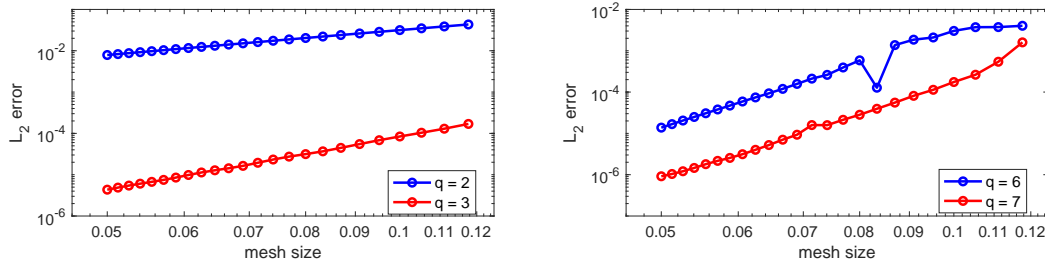 10^-2
10^-4
10^-6
L_2 error
0.05
0.06
0.07
0.08
0.09
0.1
0.11
0.12
mesh size
q = 2
q = 3
10^-2
10^-4
10^-6
L_2 error
0.05
0.06
0.07
0.08
0.09
0.1
0.11
0.12
mesh size
q = 6
q = 7